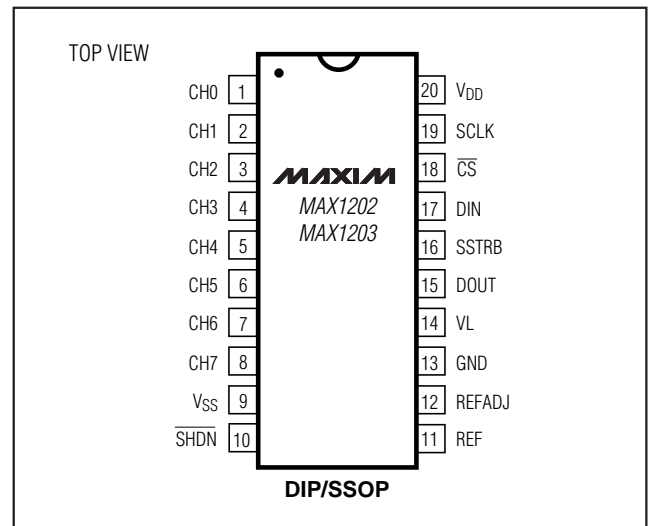 TOP VIEW
CH0 1
CH1 2
CH2 3
CH3 4
CH4 5
CH5 6
CH6 7
CH7 8
VSS 9
SHDN 10
MAXIM
MAX1202
MAX1203
20 VDD
19 SCLK
18 CS
17 DIN
16 SSTRB
15 DOUT
14 VL
13 GND
12 REFADJ
11 REF
DIP/SSOP